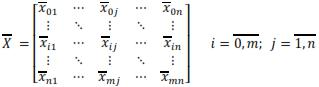 X̅ = [x̅₀₁ ⋯ x̅₀ⱼ ⋯ x̅₀ₙ
⋮ ⋱ ⋮ ⋱ ⋮
x̅ᵢ₁ ⋯ x̅ᵢⱼ ⋯ x̅ᵢₙ
⋮ ⋱ ⋮ ⋱ ⋮
x̅ₙ₁ ⋯ x̅ₘⱼ ⋯ x̅ₘₙ] i = 0,m; j = 1,n